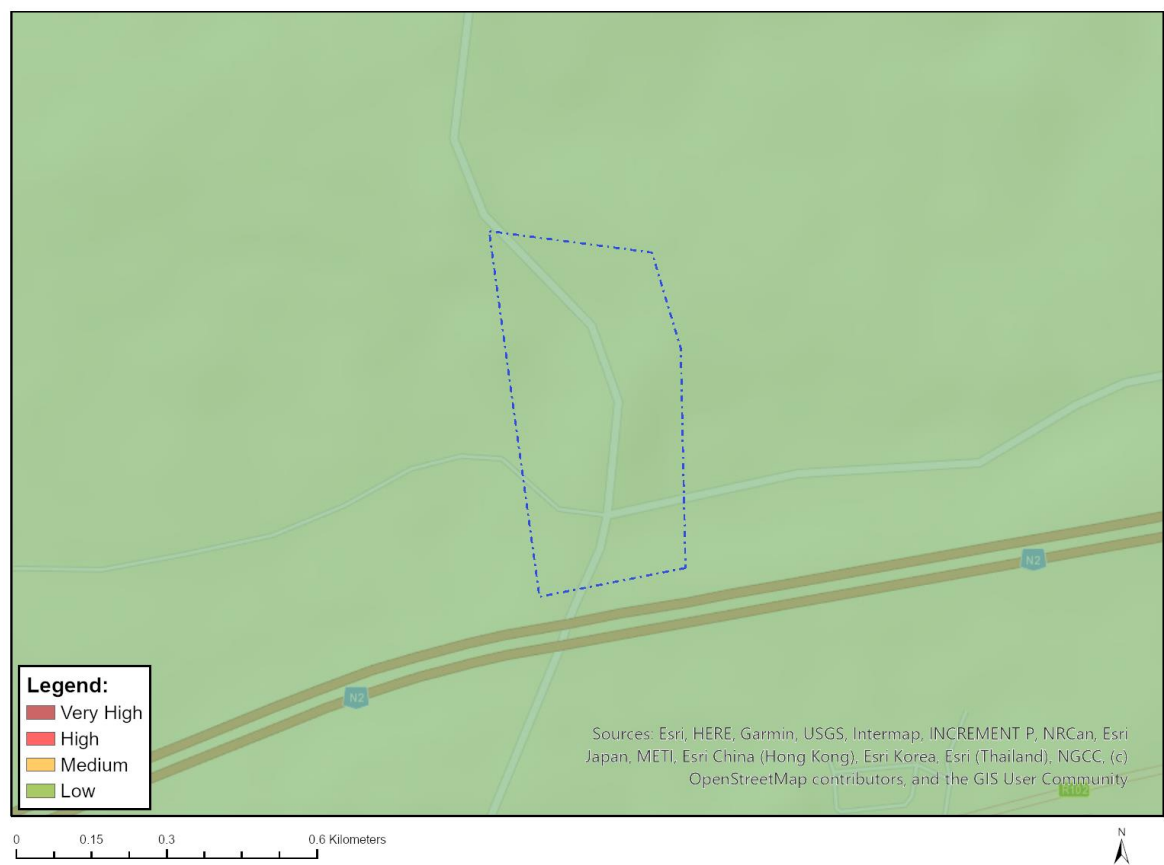 N2
N2
Legend:
Very High
High
Medium
Low
Sources: Esri, HERE, Garmin, USGS, Intermap, INCREMENT P, NRCan, Esri
Japan, METI, Esri China (Hong Kong), Esri Korea, Esri (Thailand), NGCC, (c)
OpenStreetMap contributors, and the GIS User Community
R102
0 0.15 0.3 0.6 Kilometers
N